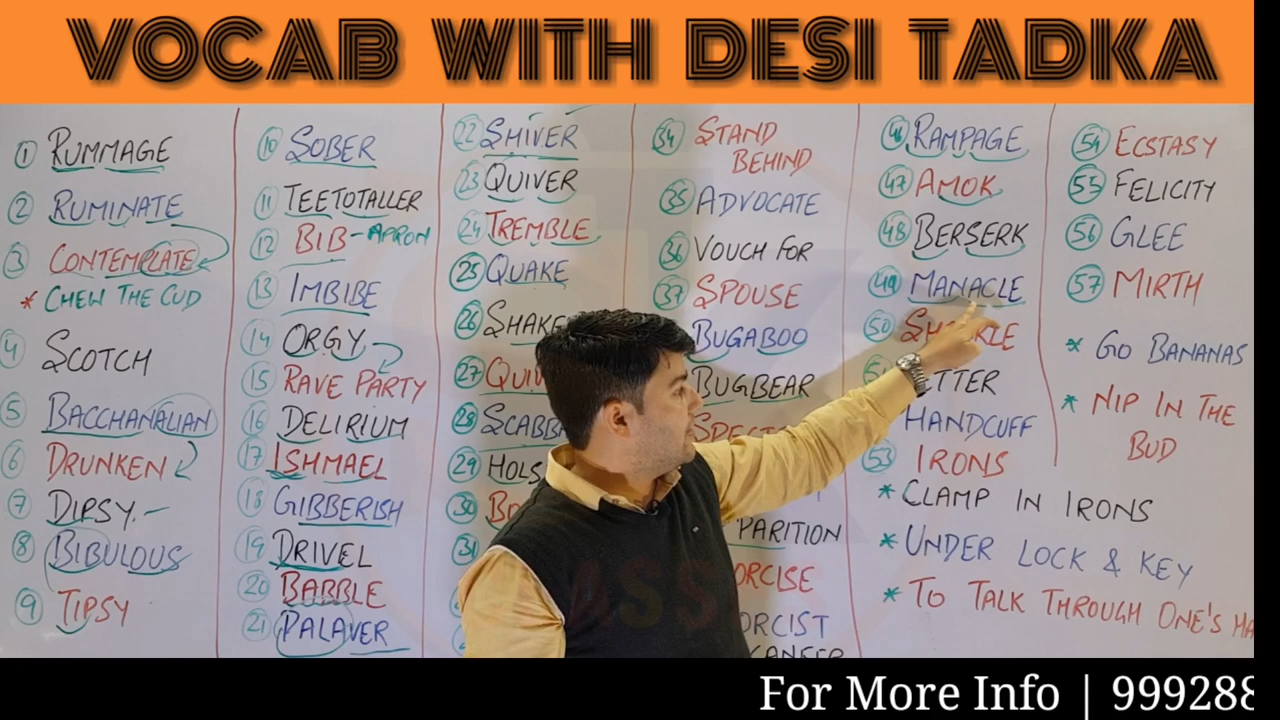 VOCAB WITH DESI TADKA
1 RUMMAGE
2 RUMINATE
3 CONTEMPLATE
* CHEW THE CUD
4 SCOTCH
5 BACCHANALIAN
6 DRUNKEN
7 DIPSY.-
8 BIBULOUS
9 TIPSY
10 SOBER
11 TEETOTALLER
12 BIB - APRON
13 IMBIBE
14 ORGY
15 RAVE PARTY
16 DELIRIUM
17 ISHMAEL
18 GIBBERISH
19 DRIVEL
20 BABBLE
21 PALAVER
22 SHIVER
23 QUIVER
24 TREMBLE
25 QUAKE
26 SHAKE
27
28 SCABB
29 HOLS
30
31
34 STAND
BEHIND
35 ADVOCATE
36 VOUCH FOR
37 SPOUSE
BUGABOO
BUGBEAR
PARITION
ORCISE
ORCIST
46 RAMPAGE
47 AMOK
48 BERSERK
49 MANACLE
50
ETTER
HANDCUFF
53 IRONS
* CLAMP IN IRONS
* UNDER LOCK & KEY
* TO TALK THROUGH ONE'S HA
54 ECSTASY
55 FELICITY
56 GLEE
57 MIRTH
* GO BANANAS
* NIP IN THE
BUD
For More Info | 999288